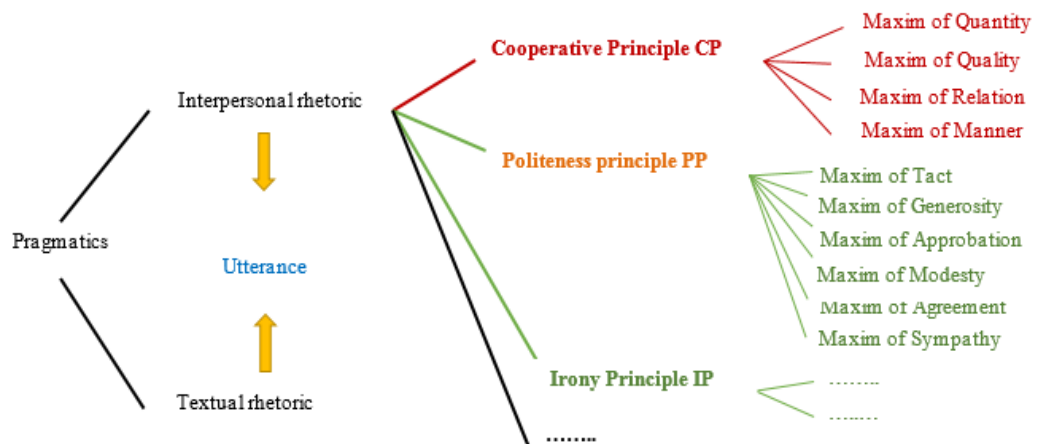 Pragmatics
Interpersonal rhetoric
Utterance
Textual rhetoric
Cooperative Principle CP
Maxim of Quantity
Maxim of Quality
Maxim of Relation
Maxim of Manner
Politeness principle PP
Maxim of Tact
Maxim of Generosity
Maxim of Approbation
Maxim of Modesty
Maxim of Agreement
Maxim of Sympathy
Irony Principle IP
........
........
........